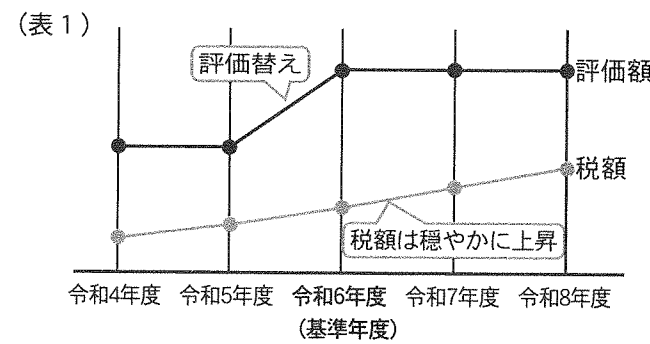 （表１）
評価替え
評価額
税額
税額は穏やかに上昇
令和4年度 令和5年度 令和6年度 令和7年度 令和8年度
（基準年度）